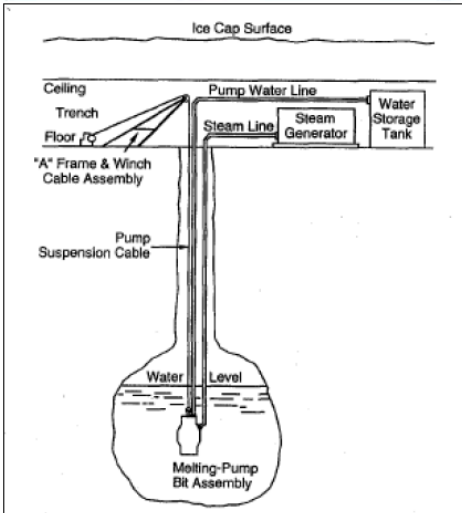 Ice Cap Surface
Ceiling
Pump Water Line
Water
Storage
Tank
Trench
Steam Line
Steam
Generator
Floor
"A" Frame & Winch
Cable Assembly
Pump
Suspension Cable
Water Level
Melting-Pump
Bit Assembly